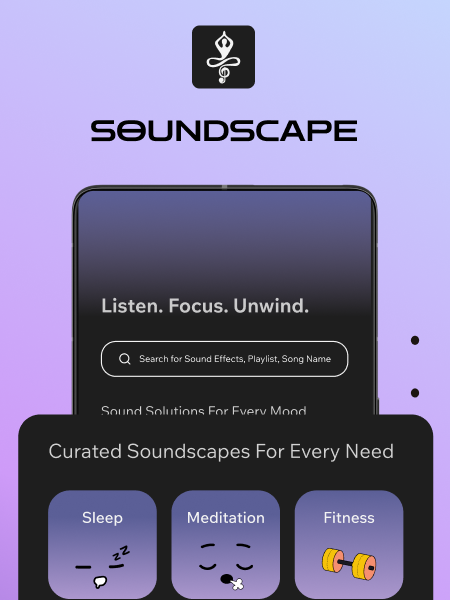 SOUNDSCAPE
Listen. Focus. Unwind.
Search for Sound Effects, Playlist, Song Name
Sound Solutions For Every Mood
Curated Soundscapes For Every Need
Sleep
Meditation
Fitness
zzz